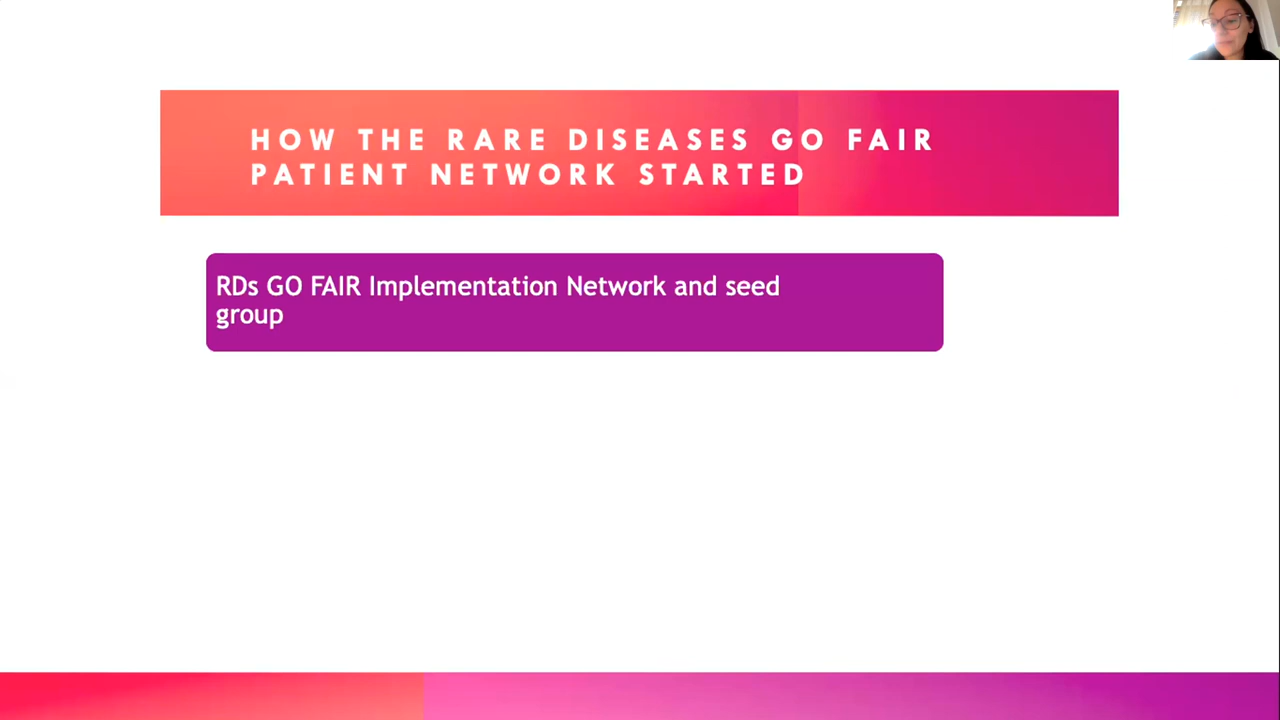 HOW THE RARE DISEASES GO FAIR
PATIENT NETWORK STARTED
RDs GO FAIR Implementation Network and seed
group